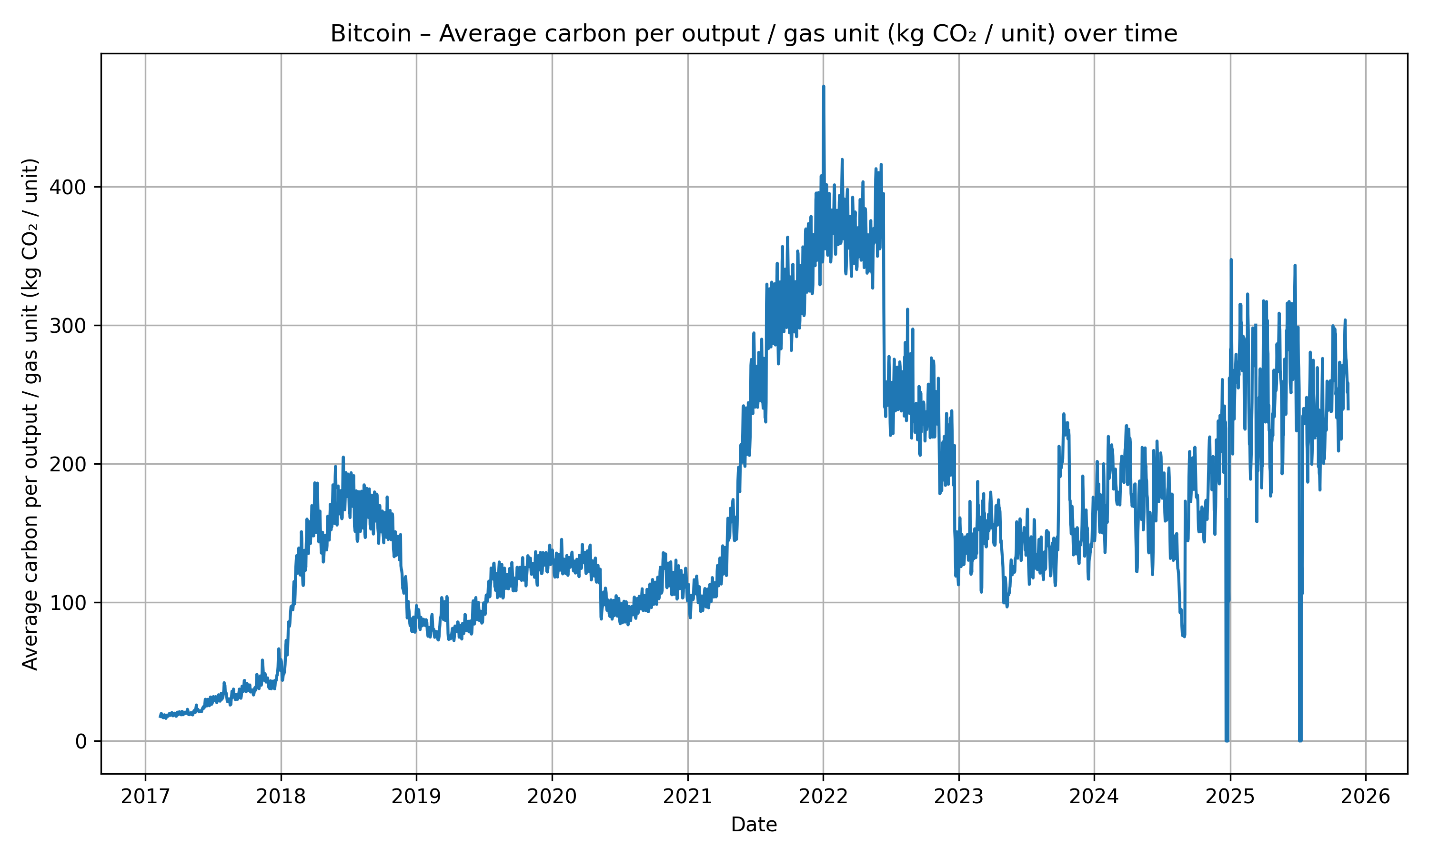 Bitcoin – Average carbon per output / gas unit (kg CO₂ / unit) over time
Average carbon per output / gas unit (kg CO₂ / unit)
400
300
200
100
0
2017 2018 2019 2020 2021 2022 2023 2024 2025 2026
Date